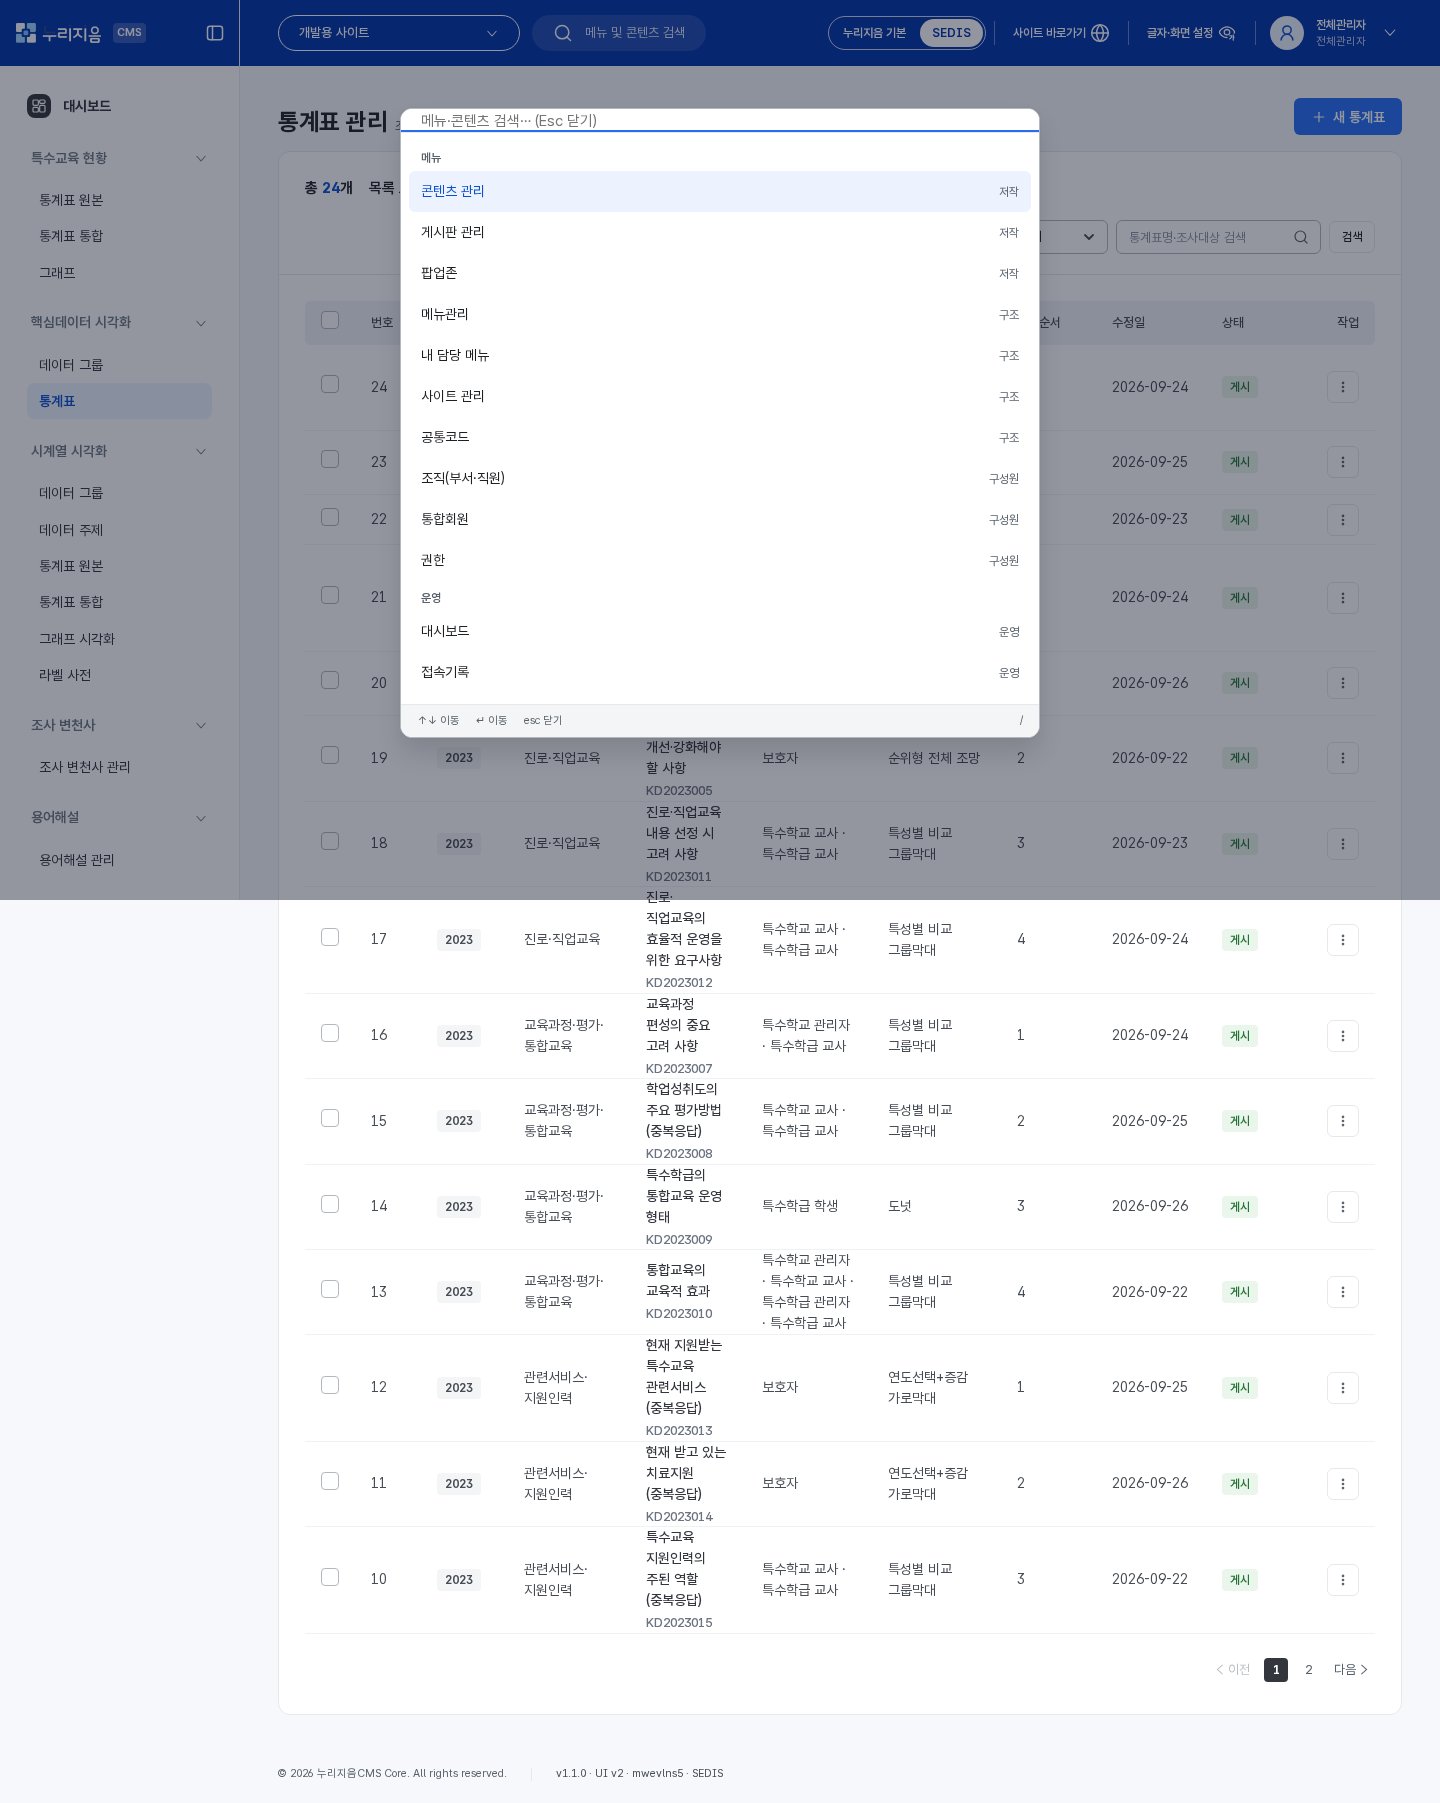 누리지음 CMS
개발용 사이트
메뉴 및 콘텐츠 검색
누리지음 기본 SEDIS
사이트 바로가기
글자·화면 설정
전체관리자
전체관리자
대시보드
특수교육 현황
통계표 원본
통계표 통합
그래프
핵심데이터 시각화
데이터 그룹
통계표
시계열 시각화
데이터 그룹
데이터 주제
통계표 원본
통계표 통합
그래프 시각화
라벨 사전
조사 변천사
조사 변천사 관리
용어해설
용어해설 관리
통계표 관리
새 통계표
총 24개 목록
통계표명·조사대상 검색 검색
메뉴·콘텐츠 검색… (Esc 닫기)
메뉴
콘텐츠 관리 저작
게시판 관리 저작
팝업존 저작
메뉴관리 구조
내 담당 메뉴 구조
사이트 관리 구조
공통코드 구조
조직(부서·직원) 구성원
통합회원 구성원
권한 구성원
운영
대시보드 운영
접속기록 운영
↑↓ 이동 ↵ 이동 esc 닫기 /
번호 순서 수정일 상태 작업
24 2026-09-24 게시
23 2026-09-25 게시
22 2026-09-23 게시
21 2026-09-24 게시
20 2026-09-26 게시
개선·강화해야
19 2023 진로·직업교육 할 사항 보호자 순위형 전체 조망 2 2026-09-22 게시
KD2023005
진로·직업교육
내용 선정 시 특수학교 교사 · 특성별 비교
18 2023 진로·직업교육 3 2026-09-23 게시
고려 사항 특수학급 교사 그룹막대
KD2023011
진로·
직업교육의 특수학교 교사 · 특성별 비교
17 2023 진로·직업교육 효율적 운영을 4 2026-09-24 게시
위한 요구사항 특수학급 교사 그룹막대
KD2023012
교육과정
교육과정·평가· 편성의 중요 특수학교 관리자 특성별 비교
16 2023 1 2026-09-24 게시
통합교육 고려 사항 · 특수학급 교사 그룹막대
KD2023007
학업성취도의
교육과정·평가· 주요 평가방법 특수학교 교사 · 특성별 비교
15 2023 2 2026-09-25 게시
통합교육 (중복응답) 특수학급 교사 그룹막대
KD2023008
특수학급의
교육과정·평가· 통합교육 운영
14 2023 특수학급 학생 도넛 3 2026-09-26 게시
통합교육 형태
KD2023009
특수학교 관리자
교육과정·평가· 통합교육의 · 특수학교 교사 · 특성별 비교
13 2023 4 2026-09-22 게시
통합교육 교육적 효과 특수학급 관리자 그룹막대
KD2023010 · 특수학급 교사
현재 지원받는
관련서비스· 특수교육 연도선택+증감
12 2023 관련서비스 보호자 1 2026-09-25 게시
지원인력 (중복응답) 가로막대
KD2023013
현재 받고 있는
관련서비스· 치료지원 연도선택+증감
11 2023 보호자 2 2026-09-26 게시
지원인력 (중복응답) 가로막대
KD2023014
특수교육
관련서비스· 지원인력의 특수학교 교사 · 특성별 비교
10 2023 주된 역할 3 2026-09-22 게시
지원인력 (중복응답) 특수학급 교사 그룹막대
KD2023015
이전 1 2 다음
© 2026 누리지음CMS Core. All rights reserved.
v1.1.0 · UI v2 · mwevlns5 · SEDIS